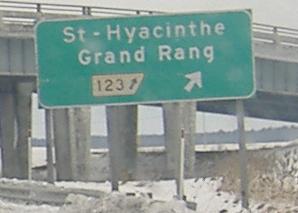 St-Hyacinthe
Grand Rang
123